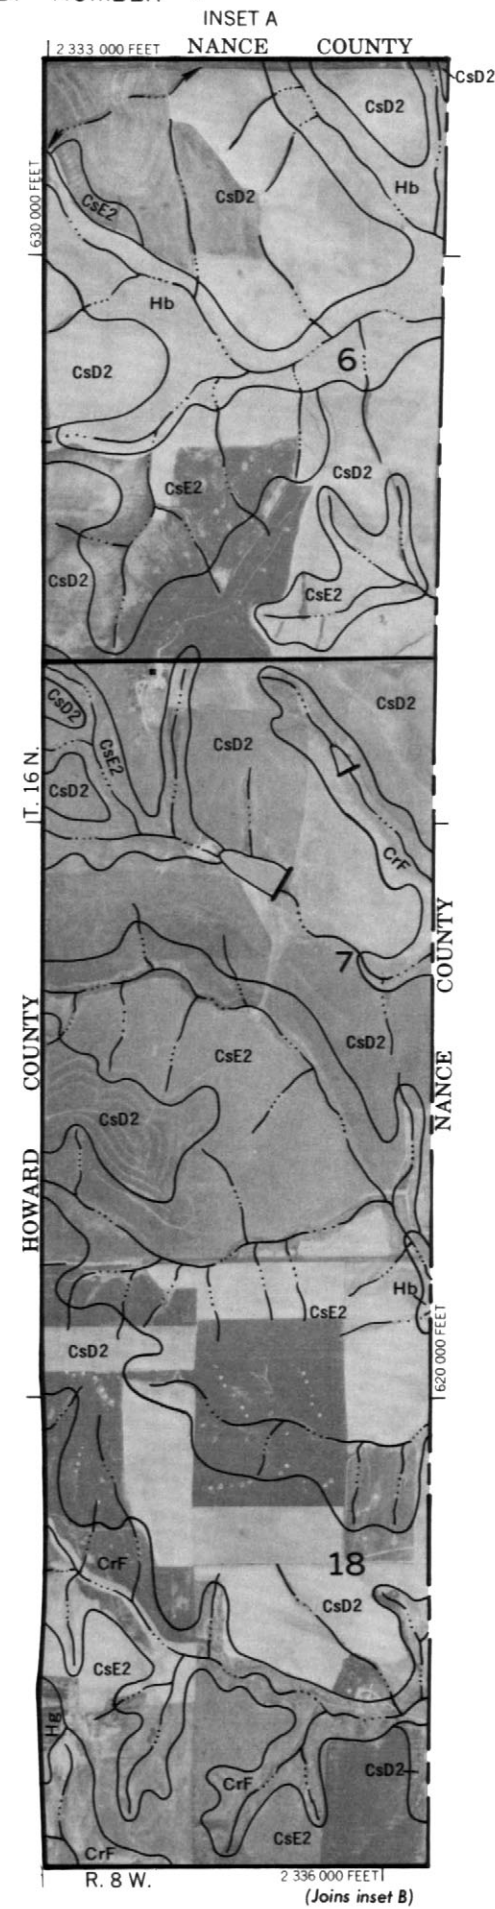 INSET A
2 333 000 FEET NANCE COUNTY
CsD2
CsD2
Hb
CsD2
CsE2
630 000 FEET
Hb
6
CsD2
CsD2
CsE2
CsD2
CsE2
CsD2
CsD2
CsD2
CsE2
CsD2
T. 16 N.
CrF
7
NANCE COUNTY
CsD2
CsE2
HOWARD COUNTY
CsD2
Hb
CsE2
620 000 FEET
CsD2
18
CrF
CsD2
CsE2
Hg
CsD2
CrF
CsE2
CrF
R. 8 W.
2 336 000 FEET
(Joins inset B)